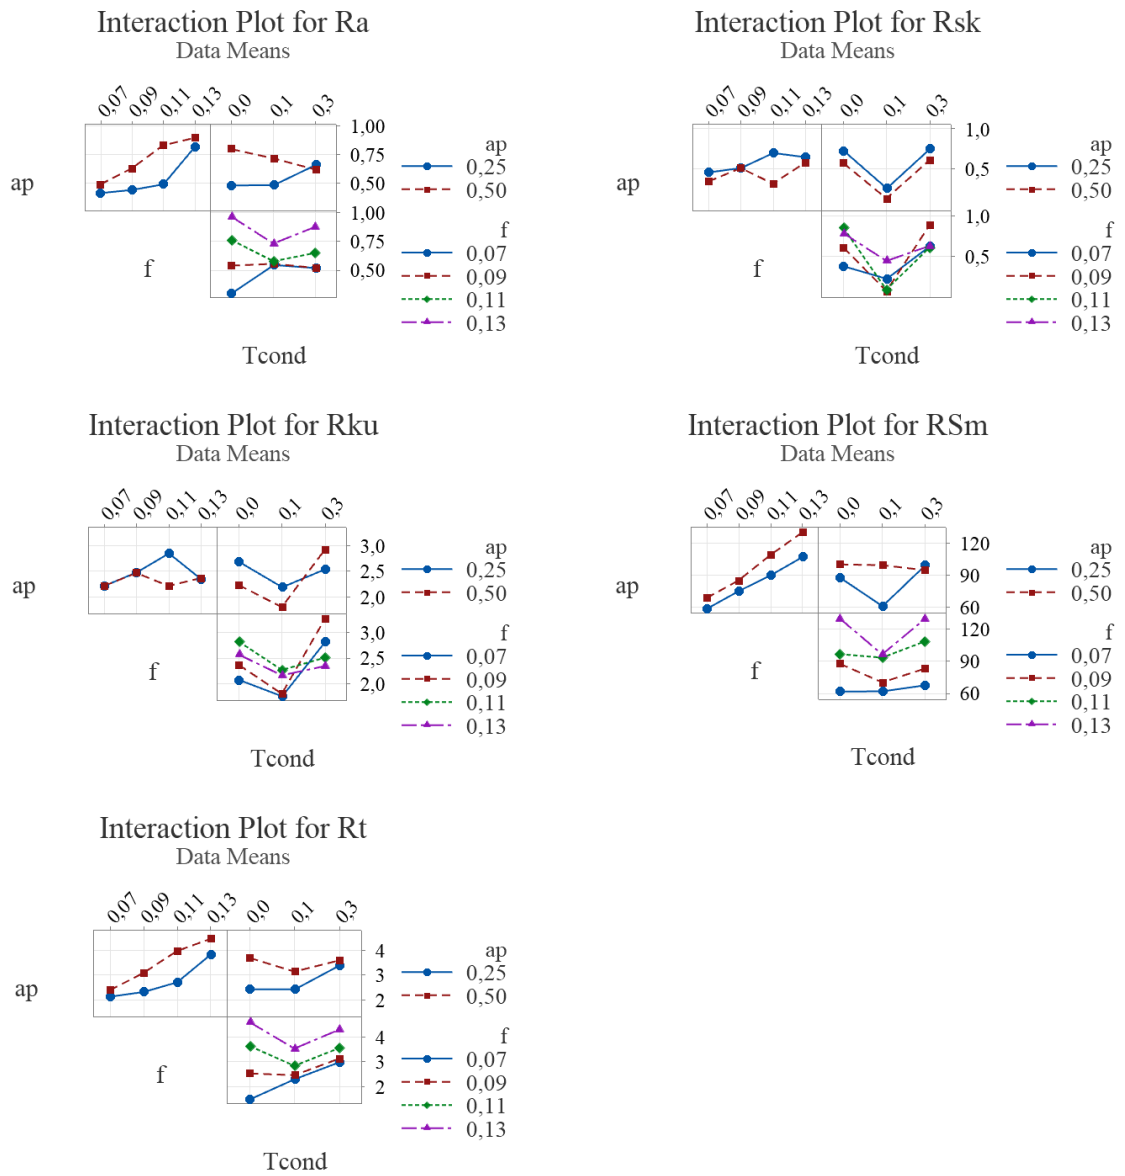 Interaction Plot for Ra
Data Means
0,07 0,09 0,11 0,13 0,0 0,1 0,3
1,00
0,75
0,50
ap
ap
0,25
0,50
1,00
0,75
0,50
f
f
0,07
0,09
0,11
0,13
Tcond
Interaction Plot for Rsk
Data Means
0,07 0,09 0,11 0,13 0,0 0,1 0,3
1,0
0,5
ap
ap
0,25
0,50
1,0
0,5
f
f
0,07
0,09
0,11
0,13
Tcond
Interaction Plot for Rku
Data Means
0,07 0,09 0,11 0,13 0,0 0,1 0,3
3,0
2,5
2,0
ap
ap
0,25
0,50
3,0
2,5
2,0
f
f
0,07
0,09
0,11
0,13
Tcond
Interaction Plot for RSm
Data Means
0,07 0,09 0,11 0,13 0,0 0,1 0,3
120
90
60
ap
ap
0,25
0,50
120
90
60
f
f
0,07
0,09
0,11
0,13
Tcond
Interaction Plot for Rt
Data Means
0,07 0,09 0,11 0,13 0,0 0,1 0,3
4
3
2
ap
ap
0,25
0,50
4
3
2
f
f
0,07
0,09
0,11
0,13
Tcond